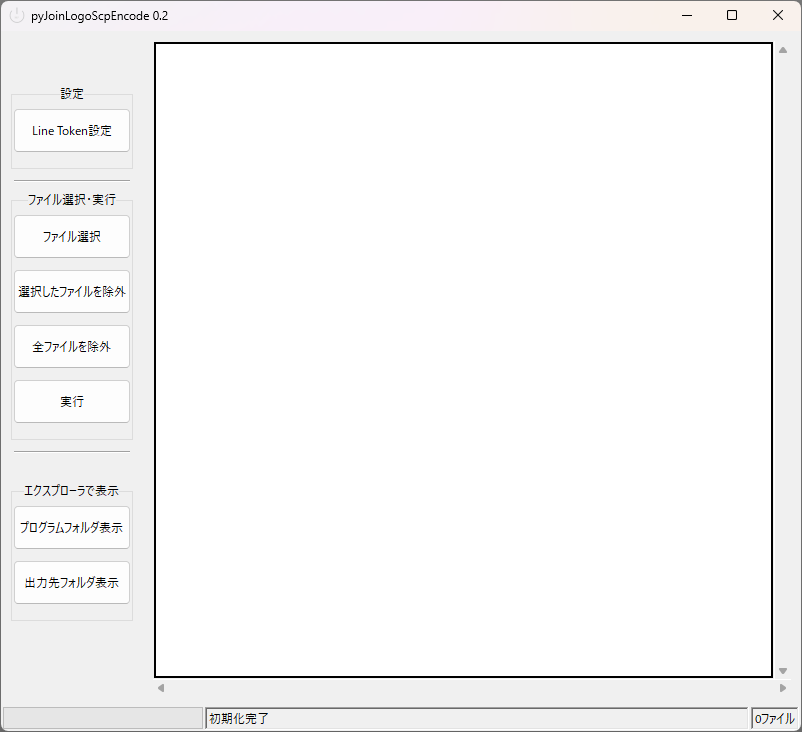 pyJoinLogoScpEncode 0.2
設定
Line Token設定
ファイル選択・実行
ファイル選択
選択したファイルを除外
全ファイルを除外
実行
エクスプローラで表示
プログラムフォルダ表示
出力先フォルダ表示
初期化完了
0ファイル